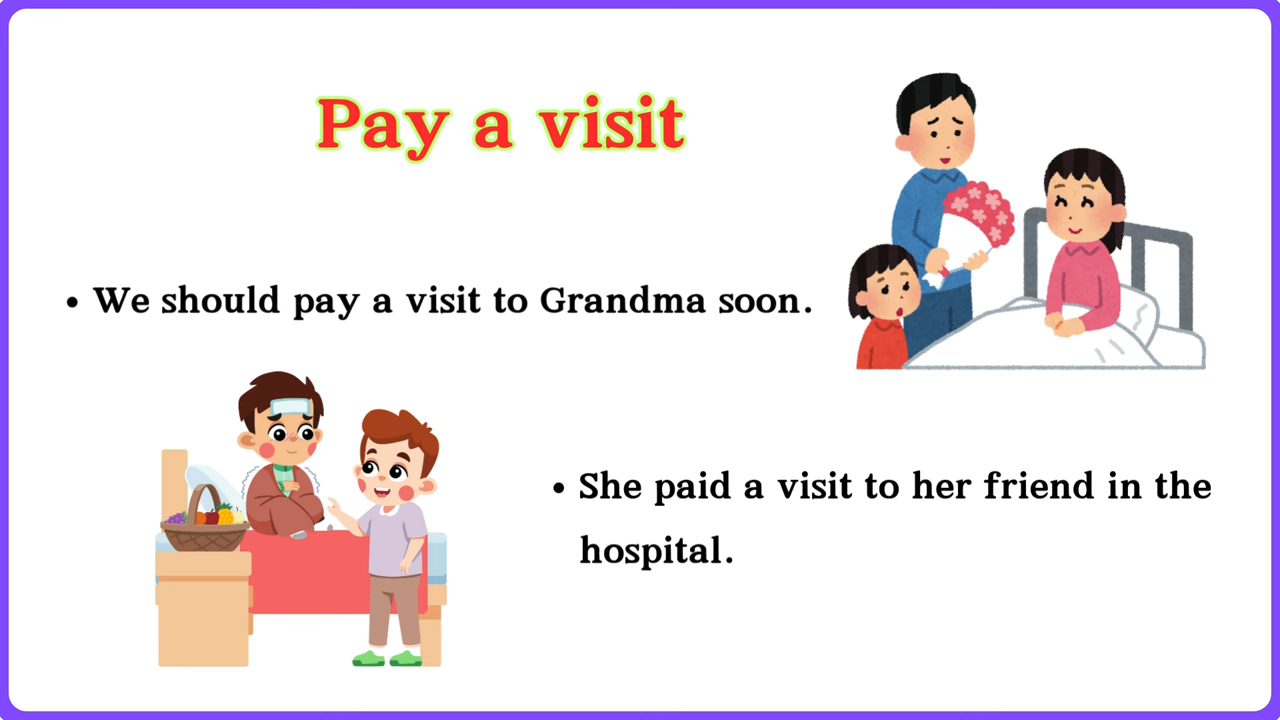 Pay a visit
• We should pay a visit to Grandma soon.
• She paid a visit to her friend in the
hospital.